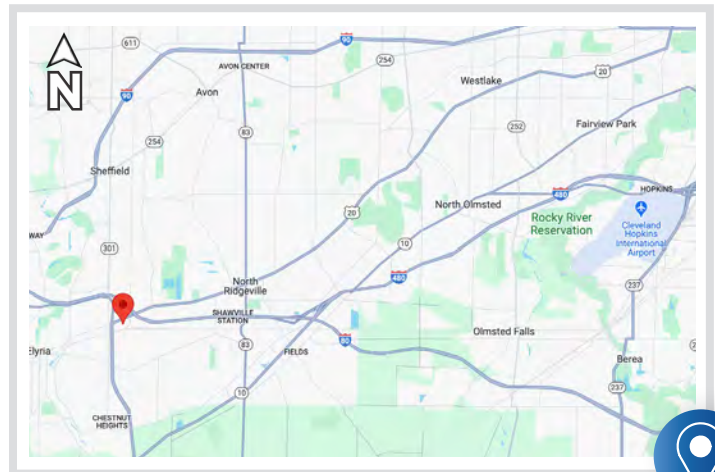 611
90
254
AVON CENTER
20
N
Westlake
90
Avon
83
Fairview Park
252
254
Sheffield
HOPKINS
480
North Olmsted
Rocky River
Reservation
Cleveland
Hopkins
International
Airport
20
WAY
301
10
480
237
North
Ridgeville
SHAWVILLE
STATION
Olmsted Falls
80
83
Elyria
FIELDS
Berea
237
10
CHESTNUT
HEIGHTS